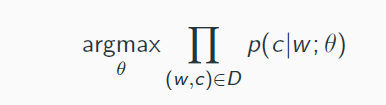 argmax ∏ p(c|w; θ)
θ (w,c)∈D